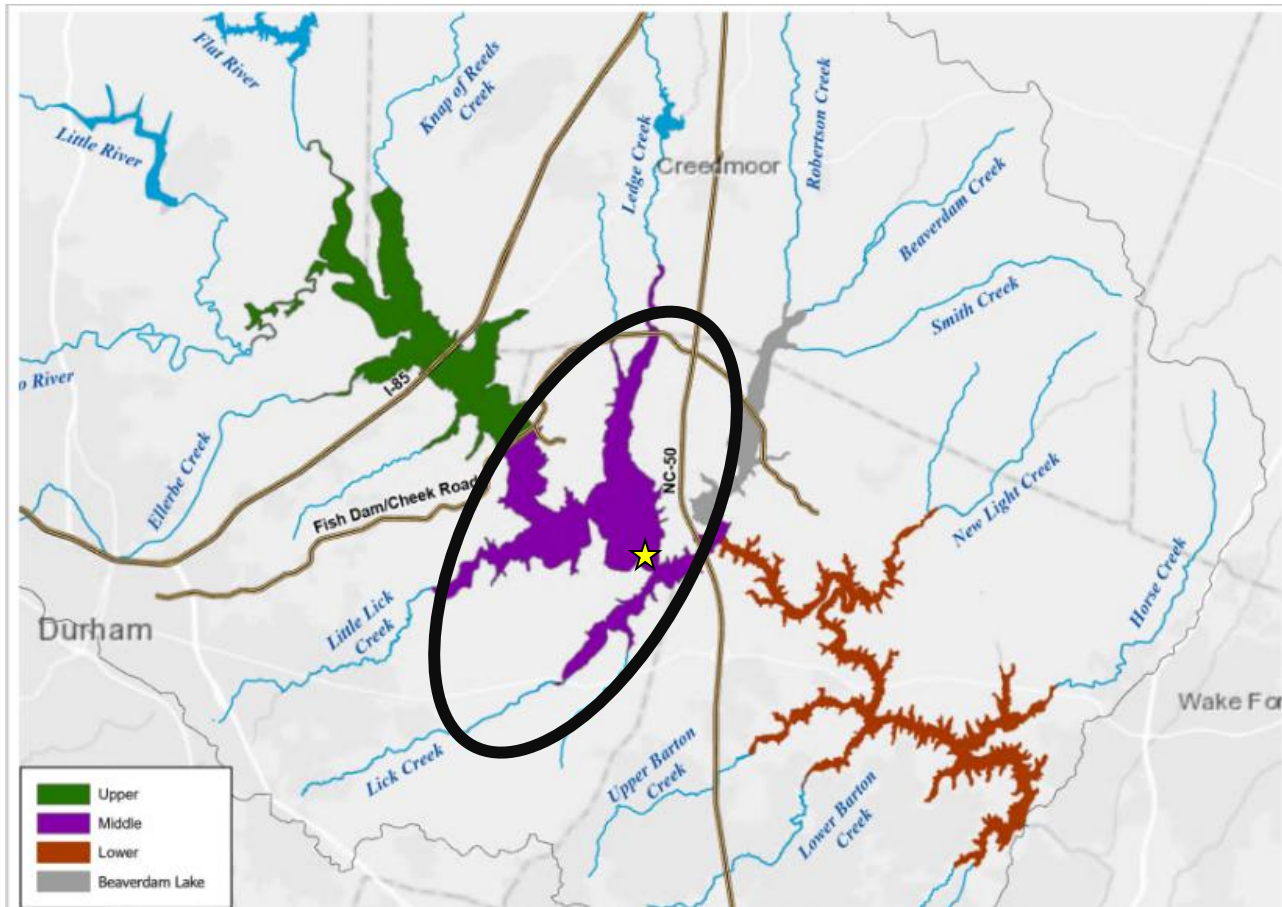 Flat River
Knap of Reeds
Creek
Little River
Ledge Creek
Creedmoor
Robertson Creek
Beaverdam Creek
Smith Creek
o River
I-85
Ellerbe Creek
Fish Dam/Cheek Road
NC-50
New Light Creek
Horse Creek
Durham
Little Lick
Creek
Wake For
Lick Creek
Upper Barton
Creek
Lower Barton
Creek
Upper
Middle
Lower
Beaverdam Lake